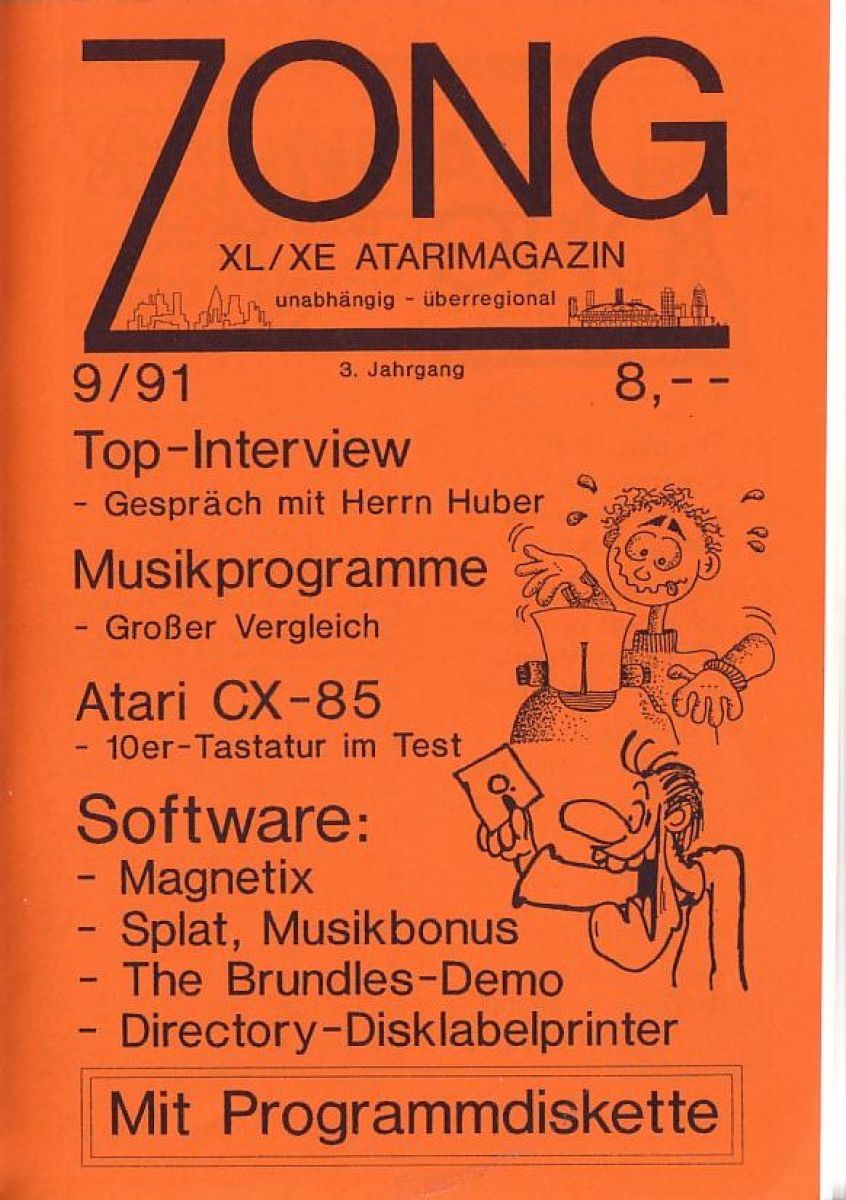 ZONG
XL/XE ATARIMAGAZIN
unabhängig - überregional
9/91
3. Jahrgang
8,--
Top-Interview
- Gespräch mit Herrn Huber
Musikprogramme
- Großer Vergleich
Atari CX-85
- 10er-Tastatur im Test
Software:
- Magnetix
- Splat, Musikbonus
- The Brundles-Demo
- Directory-Disklabelprinter
Mit Programmdiskette